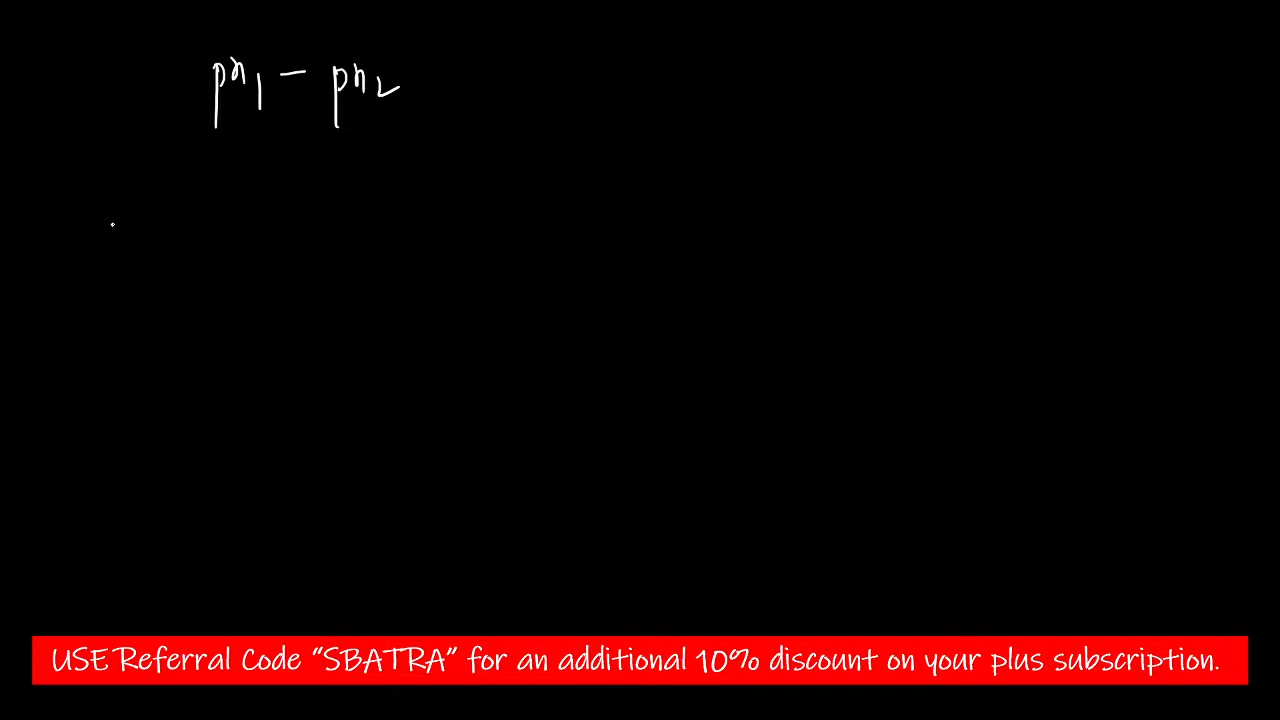 pn₁ − pn₂
USE Referral Code “SBATRA” for an additional 10% discount on your plus subscription.